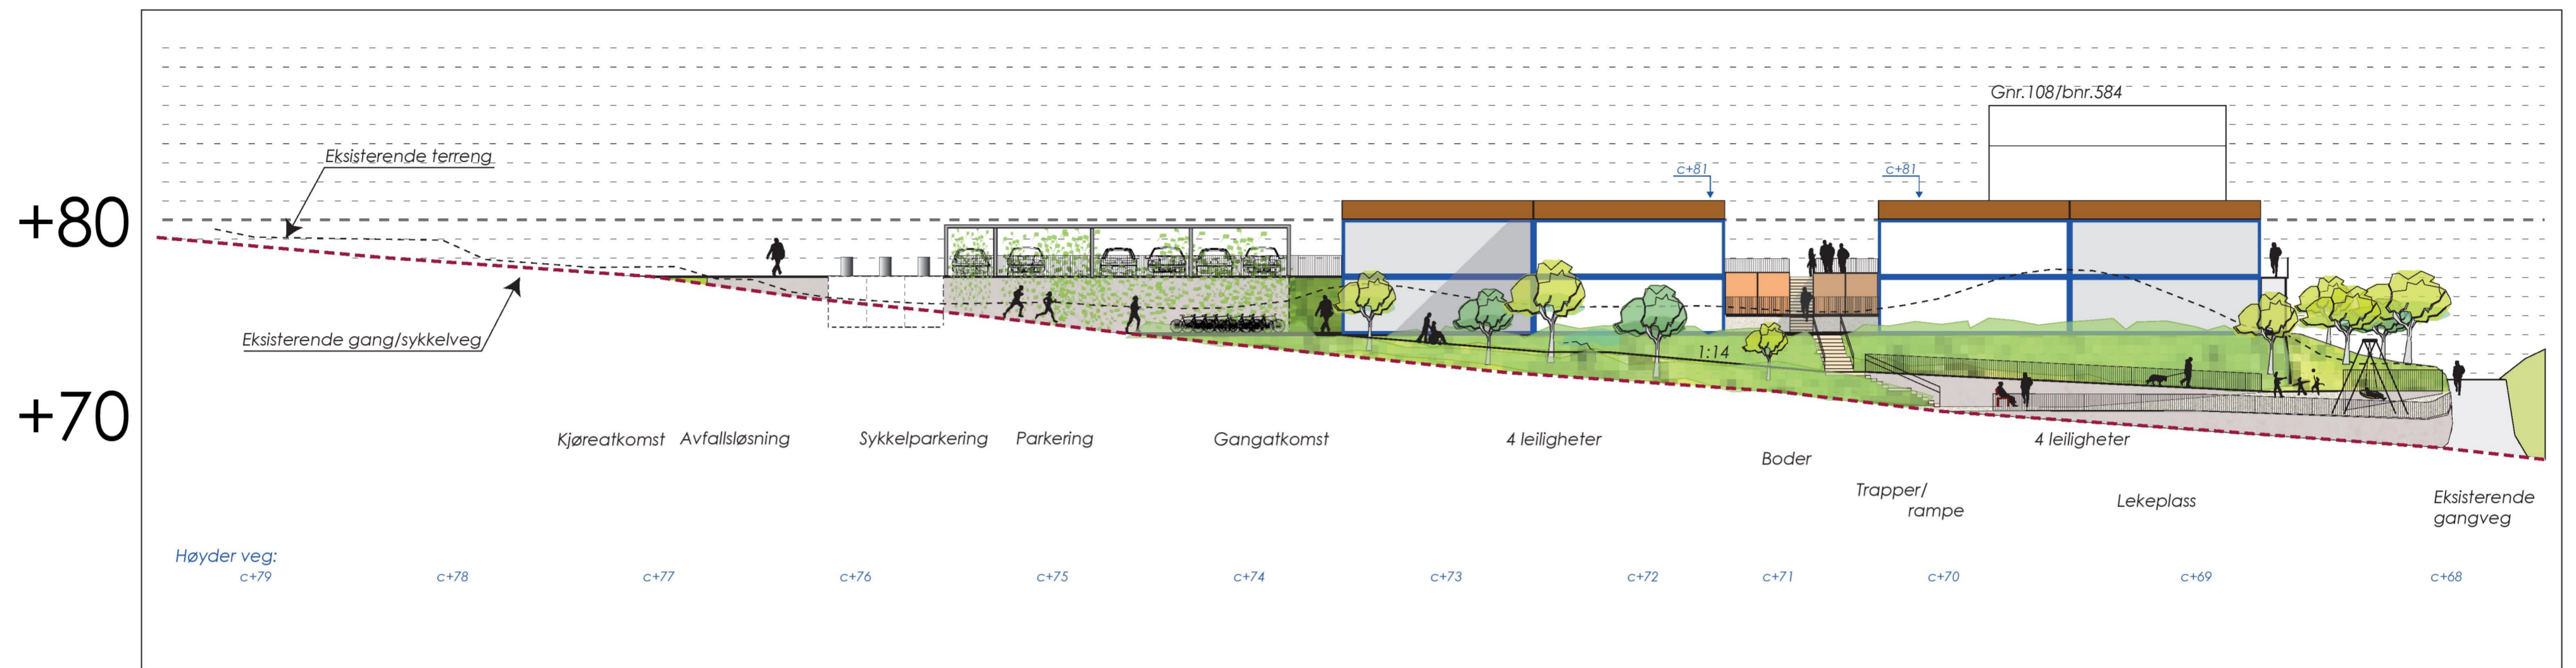 Gnr.108/bnr.584
Eksisterende terreng
c+81
c+81
+80
Eksisterende gang/sykkelveg
1:14
+70
Kjøreatkomst
Avfallsløsning
Sykkelparkering
Parkering
Gangatkomst
4 leiligheter
4 leiligheter
Boder
Trapper/
rampe
Lekeplass
Eksisterende
gangveg
Høyder veg:
c+79
c+78
c+77
c+76
c+75
c+74
c+73
c+72
c+71
c+70
c+69
c+68